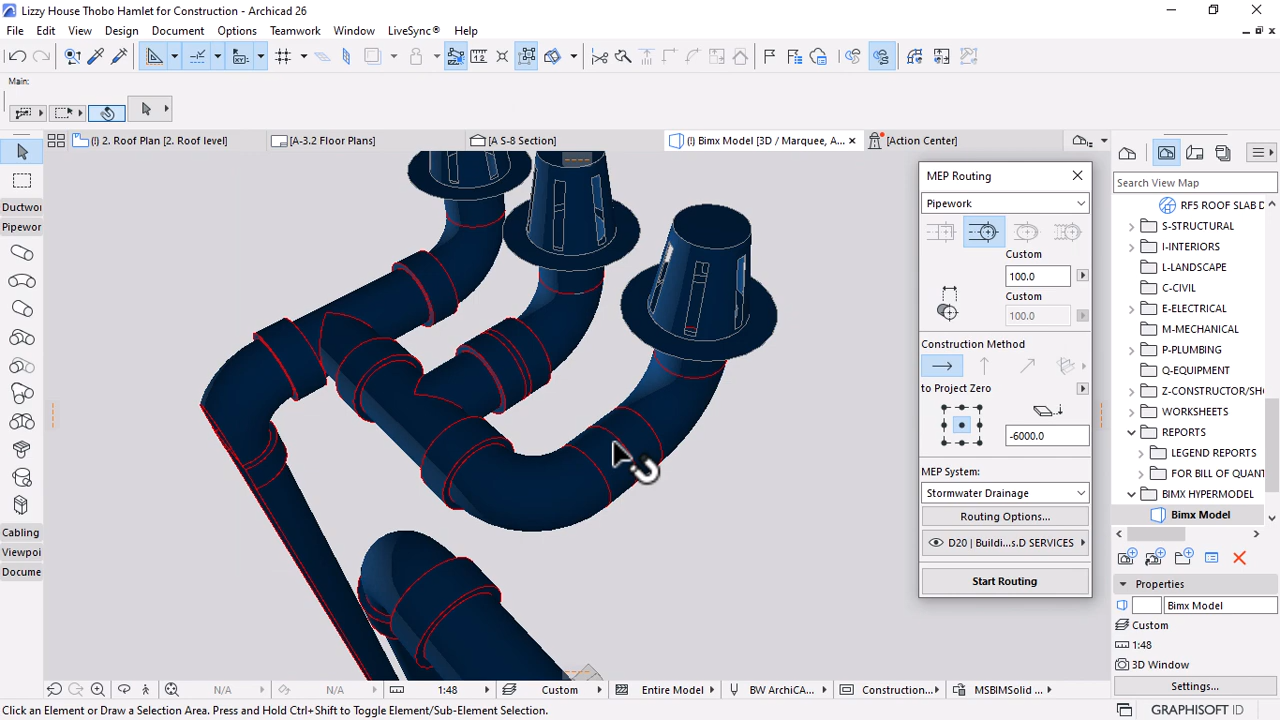 Lizzy House Thobo Hamlet for Construction - Archicad 26
File Edit View Design Document Options Teamwork Window LiveSync® Help
Main:
(!) 2. Roof Plan [2. Roof level]
[A-3.2 Floor Plans]
[A S-8 Section]
(!) Bimx Model [3D / Marquee, A...
[Action Center]
Ductwo
Pipewor
Cabling
Viewpoi
Docume
MEP Routing
Pipework
Custom
100.0
Custom
100.0
Construction Method
to Project Zero
-6000.0
MEP System:
Stormwater Drainage
Routing Options...
D20 | Buildi...s.D SERVICES
Start Routing
Search View Map
RF5 ROOF SLAB D
S-STRUCTURAL
I-INTERIORS
L-LANDSCAPE
C-CIVIL
E-ELECTRICAL
M-MECHANICAL
P-PLUMBING
Q-EQUIPMENT
Z-CONSTRUCTOR/SH
WORKSHEETS
REPORTS
LEGEND REPORTS
FOR BILL OF QUANT
BIMX HYPERMODEL
Bimx Model
Properties
Bimx Model
Custom
1:48
3D Window
Settings...
N/A N/A 1:48 Custom Entire Model BW ArchiCA... Construction... MSBIMSolid ...
Click an Element or Draw a Selection Area. Press and Hold Ctrl+Shift to Toggle Element/Sub-Element Selection.
GRAPHISOFT ID